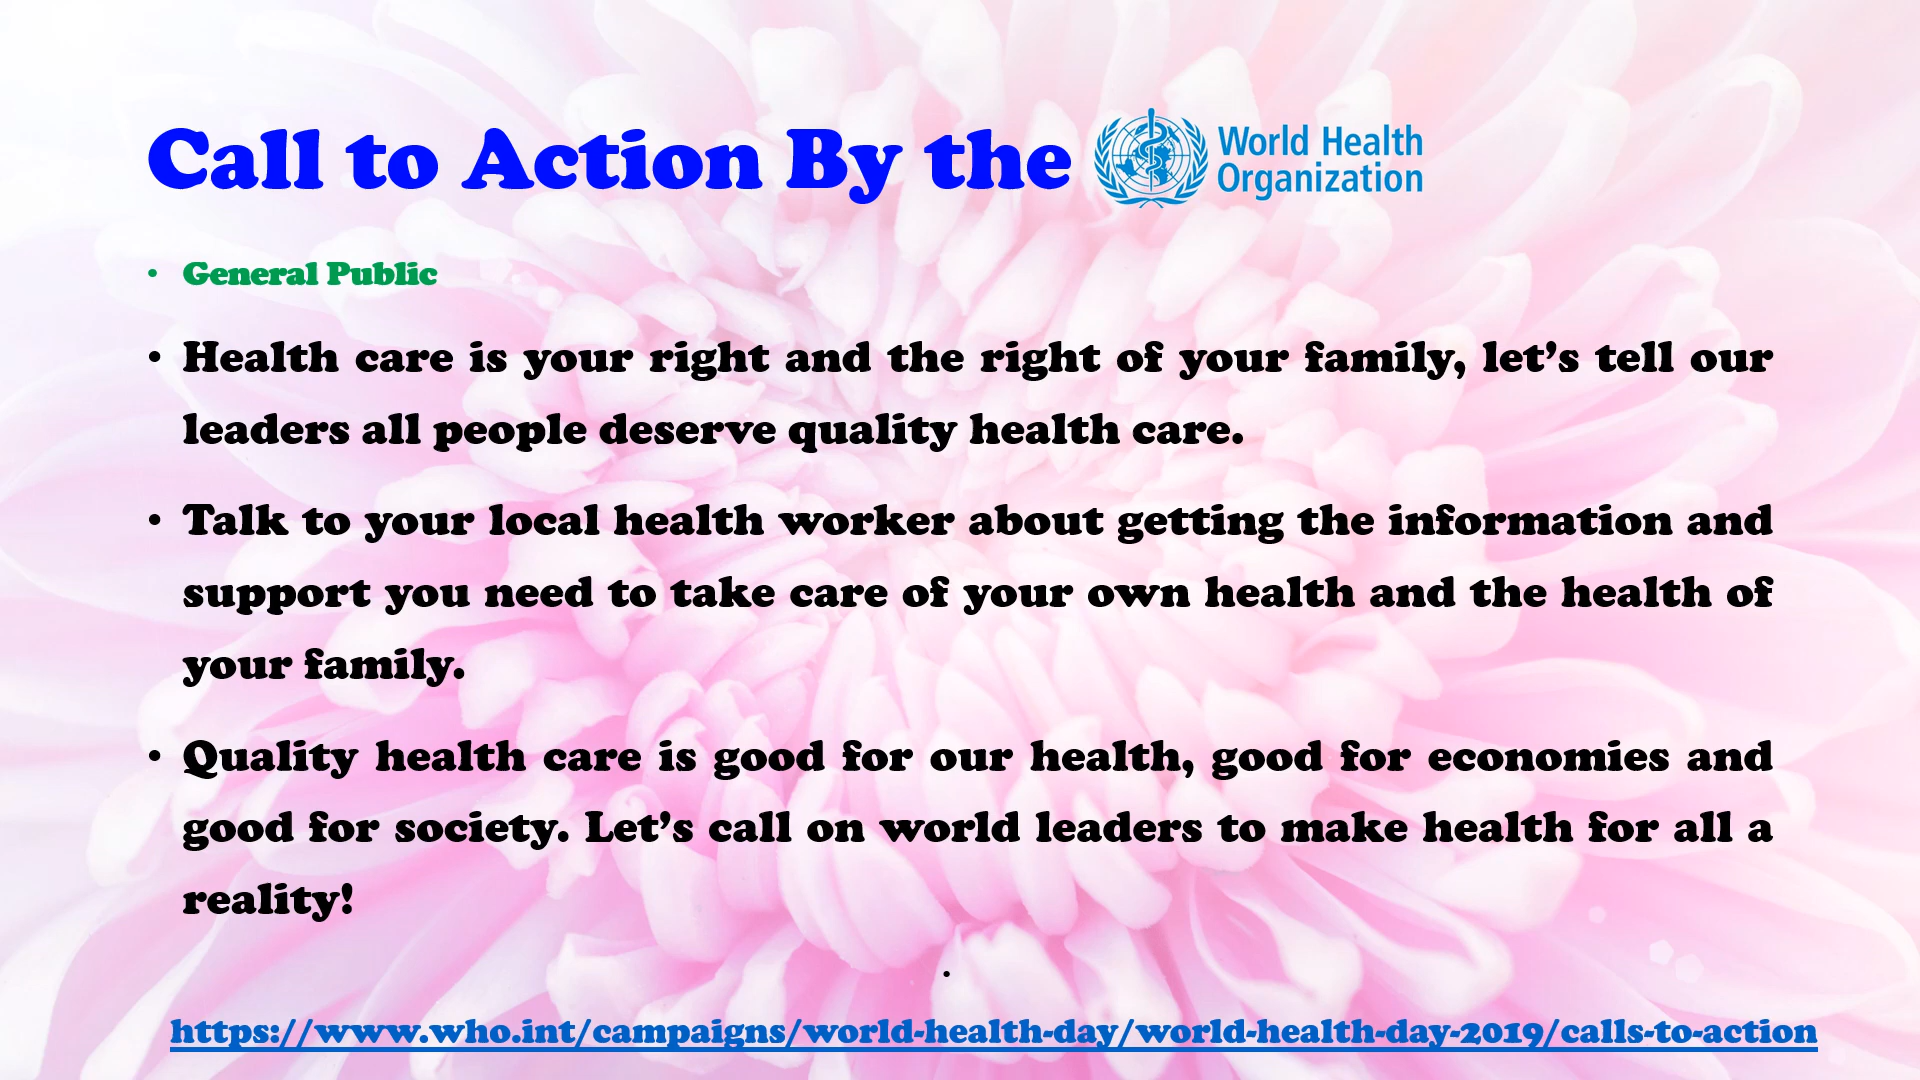 Call to Action By the World Health
Organization
• General Public
• Health care is your right and the right of your family, let’s tell our
leaders all people deserve quality health care.
• Talk to your local health worker about getting the information and
support you need to take care of your own health and the health of
your family.
• Quality health care is good for our health, good for economies and
good for society. Let’s call on world leaders to make health for all a
reality!
.
https://www.who.int/campaigns/world-health-day/world-health-day-2019/calls-to-action